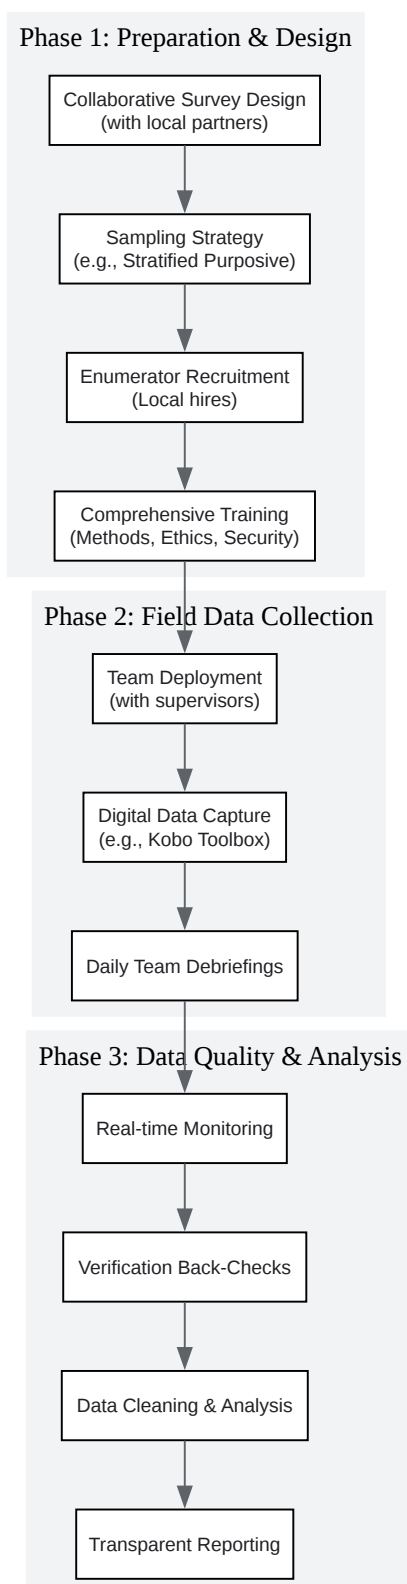 Phase 1: Preparation & Design
Collaborative Survey Design
(with local partners)
Sampling Strategy
(e.g., Stratified Purposive)
Enumerator Recruitment
(Local hires)
Comprehensive Training
(Methods, Ethics, Security)
Phase 2: Field Data Collection
Team Deployment
(with supervisors)
Digital Data Capture
(e.g., Kobo Toolbox)
Daily Team Debriefings
Phase 3: Data Quality & Analysis
Real-time Monitoring
Verification Back-Checks
Data Cleaning & Analysis
Transparent Reporting